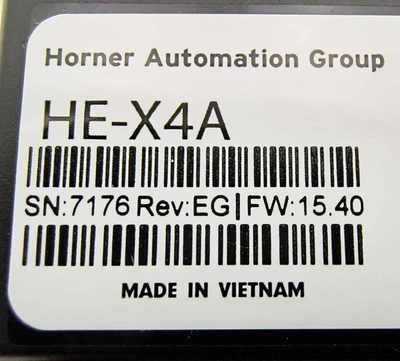 Horner Automation Group
HE-X4A
SN:7176 Rev:EG|FW:15.40
MADE IN VIETNAM